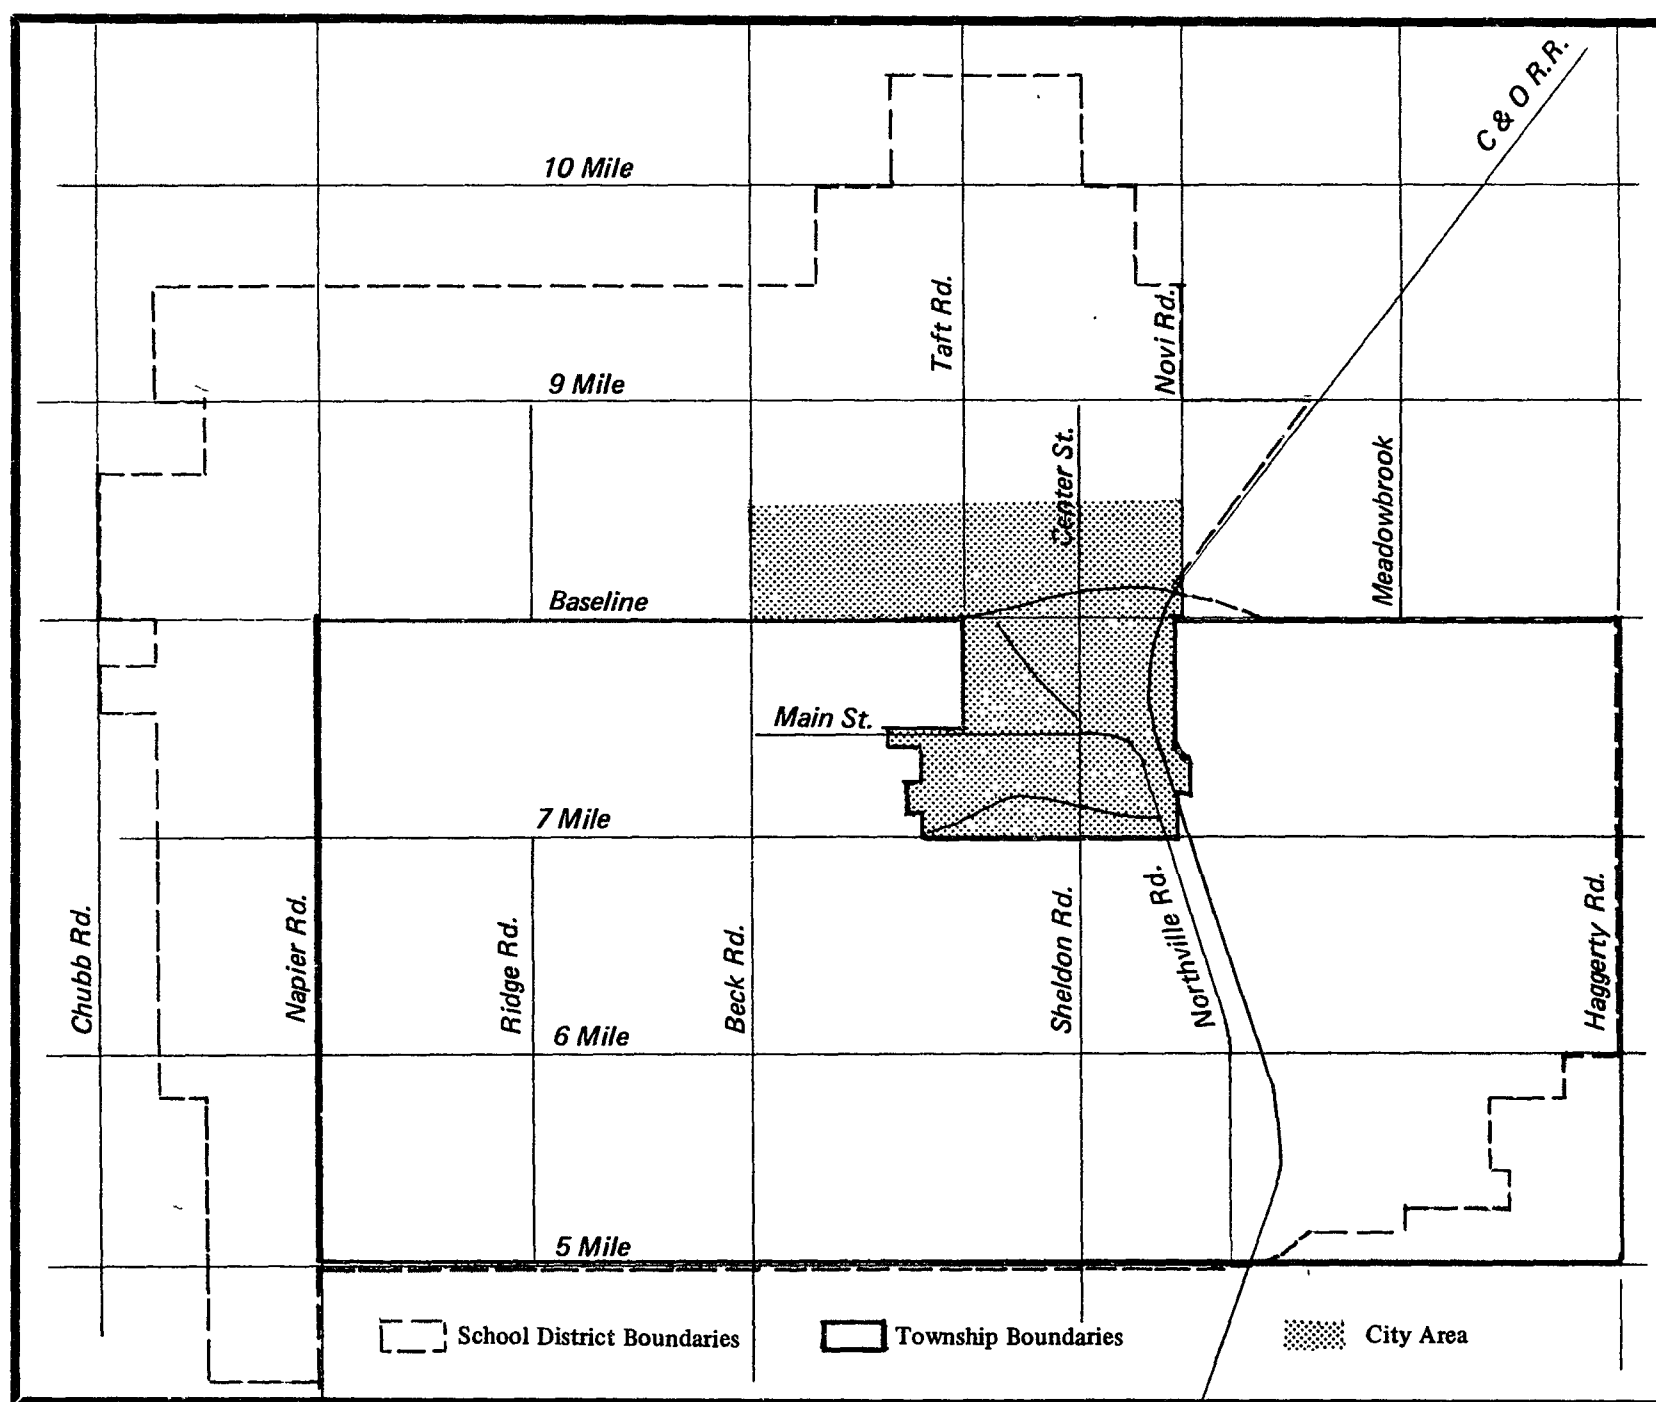 C & O R.R.
10 Mile
Taft Rd.
Novi Rd.
9 Mile
Center St.
Meadowbrook
Baseline
Main St.
7 Mile
Chubb Rd.
Napier Rd.
Ridge Rd.
Beck Rd.
Sheldon Rd.
Northville Rd.
Haggerty Rd.
6 Mile
5 Mile
School District Boundaries
Township Boundaries
City Area